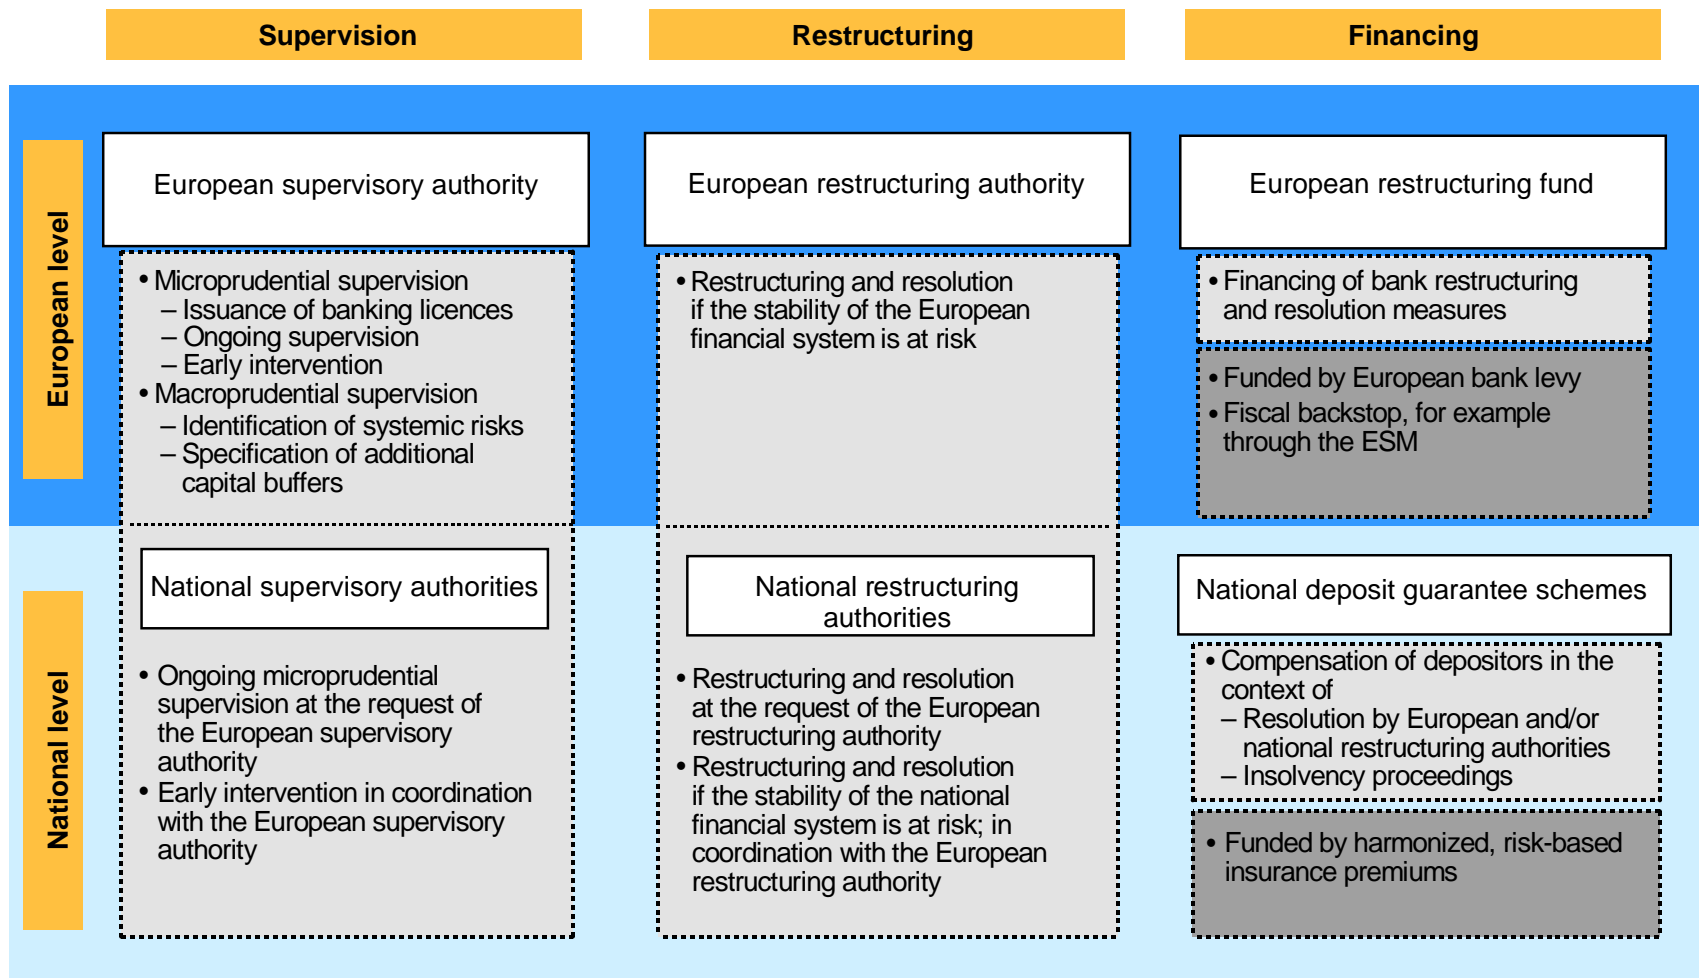 Supervision
Restructuring
Financing
European level
European supervisory authority
• Microprudential supervision
– Issuance of banking licences
– Ongoing supervision
– Early intervention
• Macroprudential supervision
– Identification of systemic risks
– Specification of additional
capital buffers
European restructuring authority
• Restructuring and resolution
if the stability of the European
financial system is at risk
European restructuring fund
• Financing of bank restructuring
and resolution measures
• Funded by European bank levy
• Fiscal backstop, for example
through the ESM
National level
National supervisory authorities
• Ongoing microprudential
supervision at the request of
the European supervisory
authority
• Early intervention in coordination
with the European supervisory
authority
National restructuring
authorities
• Restructuring and resolution
at the request of the European
restructuring authority
• Restructuring and resolution
if the stability of the national
financial system is at risk; in
coordination with the European
restructuring authority
National deposit guarantee schemes
• Compensation of depositors in the
context of
– Resolution by European and/or
national restructuring authorities
– Insolvency proceedings
• Funded by harmonized, risk-based
insurance premiums